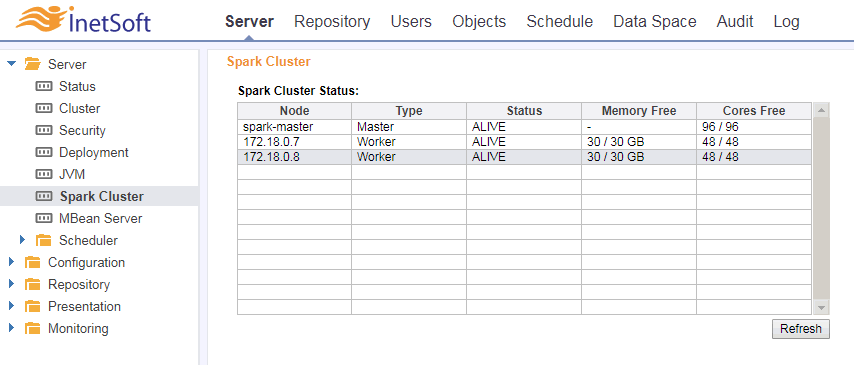 InetSoft
Server Repository Users Objects Schedule Data Space Audit Log
Server
Status
Cluster
Security
Deployment
JVM
Spark Cluster
MBean Server
Scheduler
Configuration
Repository
Presentation
Monitoring
Spark Cluster
Spark Cluster Status:
Node Type Status Memory Free Cores Free
spark-master Master ALIVE - 96 / 96
172.18.0.7 Worker ALIVE 30 / 30 GB 48 / 48
172.18.0.8 Worker ALIVE 30 / 30 GB 48 / 48
Refresh